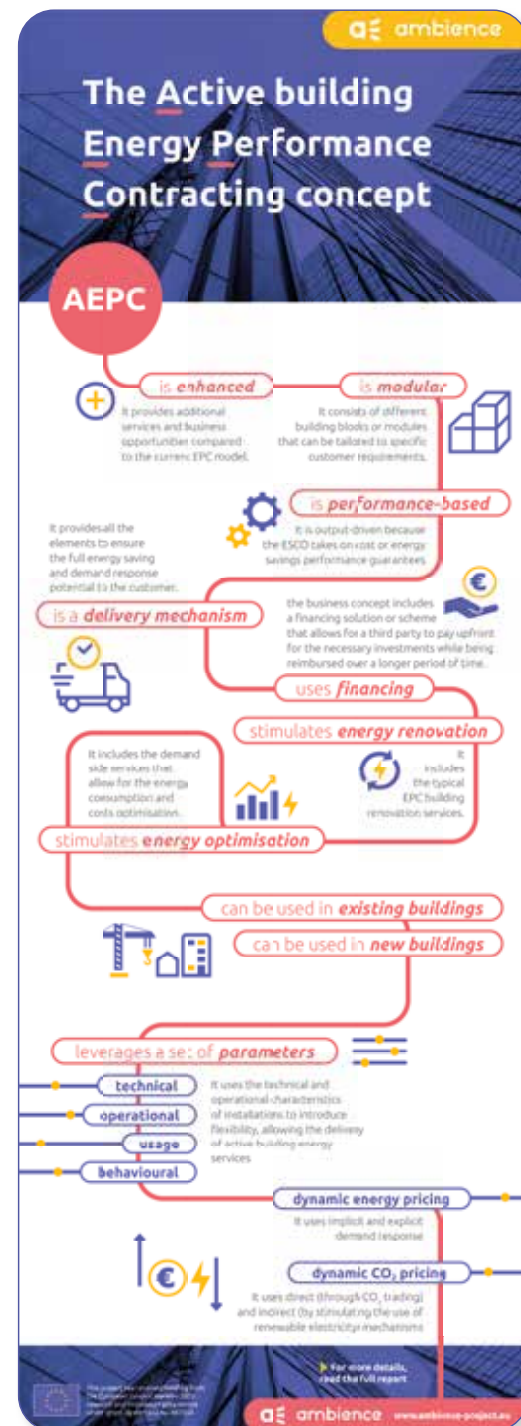 ambience
The Active building
Energy Performance
Contracting concept
AEPC
is enhanced
It provides additional
services and business
opportunities compared
to the current EPC model.
is modular
It consists of different
building blocks or modules
that can be tailored to specific
customer requirements.
is performance-based
It is output-driven because
the ESCO takes on cost or energy
savings performance guarantees
It provides all the
elements to ensure
the full energy saving
and demand response
potential to the customer.
is a delivery mechanism
the business concept includes
a financing solution or scheme
that allows for a third party to pay upfront
for the necessary investments while being
reimbursed over a longer period of time.
uses financing
stimulates energy renovation
It
includes
the typical
EPC building
renovation services.
It includes the demand
side services that
allow for the energy
consumption and
costs optimisation.
stimulates energy optimisation
can be used in existing buildings
can be used in new buildings
leverages a set of parameters
technical
operational
usage
behavioural
It uses the technical and
operational characteristics
of installations to introduce
flexibility, allowing the delivery
of active building energy
services
dynamic energy pricing
It uses implicit and explicit
demand response
dynamic CO₂ pricing
It uses direct (through CO₂ trading)
and indirect (by stimulating the use of
renewable electricity mechanisms
For more details,
read the full report
ambience
www.ambience-project.eu